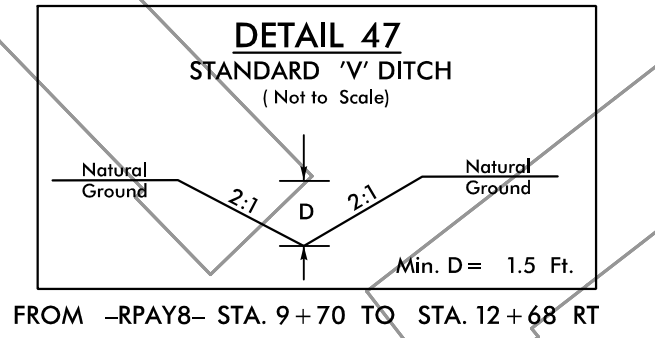 DETAIL 47
STANDARD 'V' DITCH
( Not to Scale)
Natural
Ground
2:1
D
2:1
Natural
Ground
Min. D = 1.5 Ft.
FROM -RPAY8- STA. 9+70 TO STA. 12+68 RT